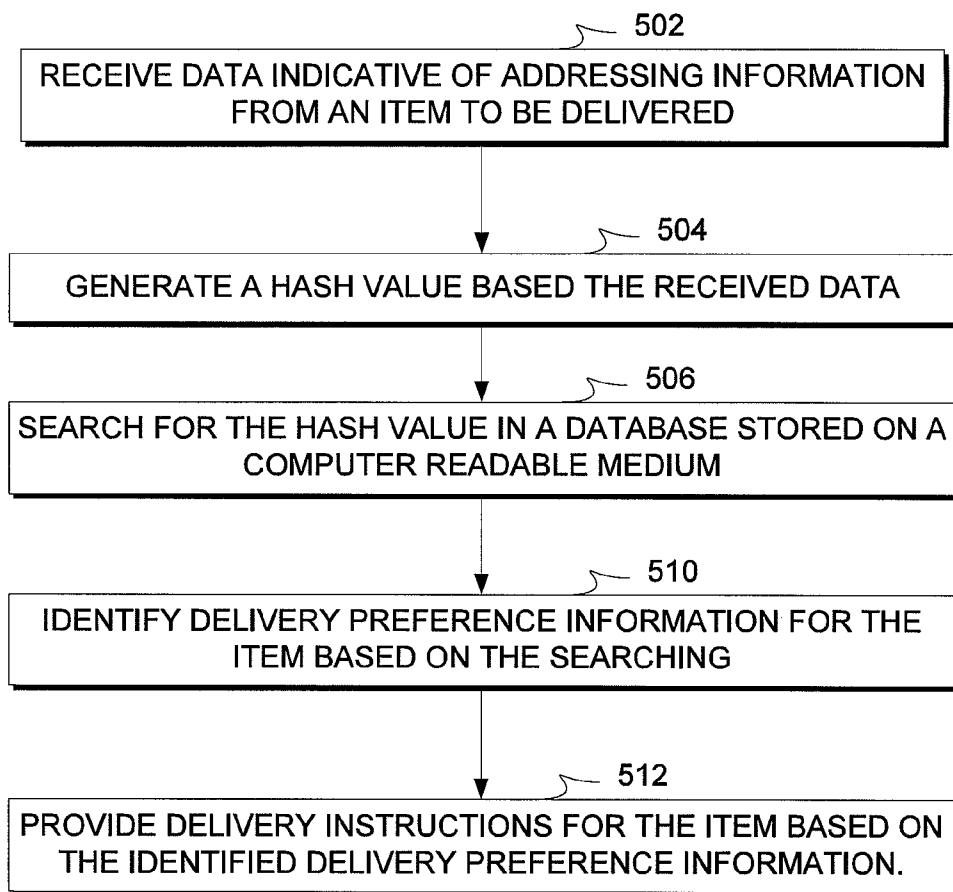 502
RECEIVE DATA INDICATIVE OF ADDRESSING INFORMATION
FROM AN ITEM TO BE DELIVERED
504
GENERATE A HASH VALUE BASED THE RECEIVED DATA
506
SEARCH FOR THE HASH VALUE IN A DATABASE STORED ON A
COMPUTER READABLE MEDIUM
510
IDENTIFY DELIVERY PREFERENCE INFORMATION FOR THE
ITEM BASED ON THE SEARCHING
512
PROVIDE DELIVERY INSTRUCTIONS FOR THE ITEM BASED ON
THE IDENTIFIED DELIVERY PREFERENCE INFORMATION.